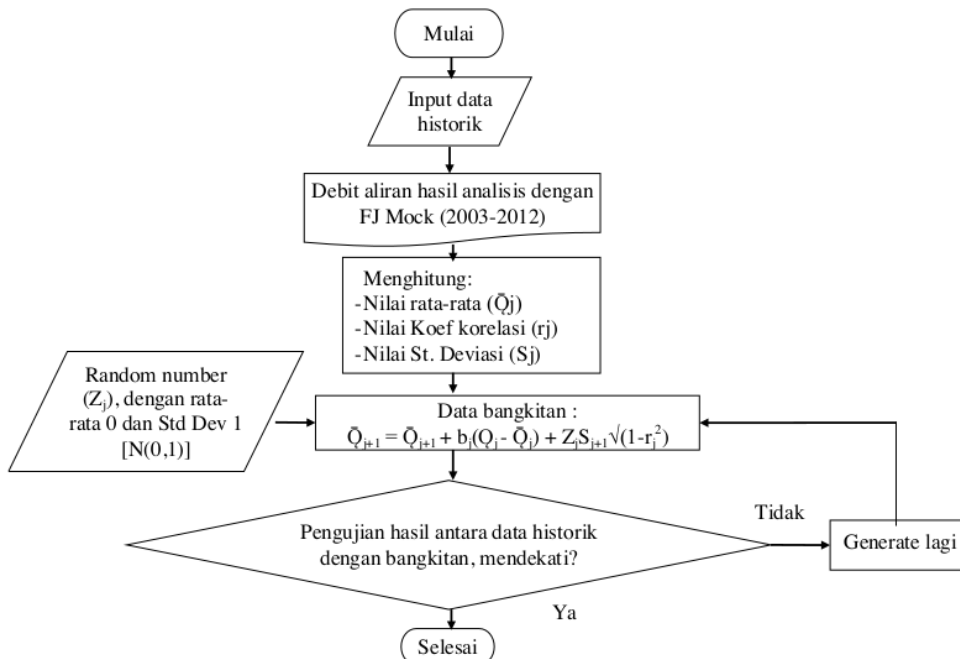 Mulai
Input data
historik
Debit aliran hasil analisis dengan
FJ Mock (2003-2012)
Menghitung:
-Nilai rata-rata (Q̄j)
-Nilai Koef korelasi (rj)
-Nilai St. Deviasi (Sj)
Random number
(Zⱼ), dengan rata-
rata 0 dan Std Dev 1
[N(0,1)]
Data bangkitan :
Q̄ⱼ₊₁ = Q̄ⱼ₊₁ + bⱼ(Qⱼ - Q̄ⱼ) + ZⱼSⱼ₊₁√(1-rⱼ²)
Pengujian hasil antara data historik
dengan bangkitan, mendekati?
Tidak
Generate lagi
Ya
Selesai